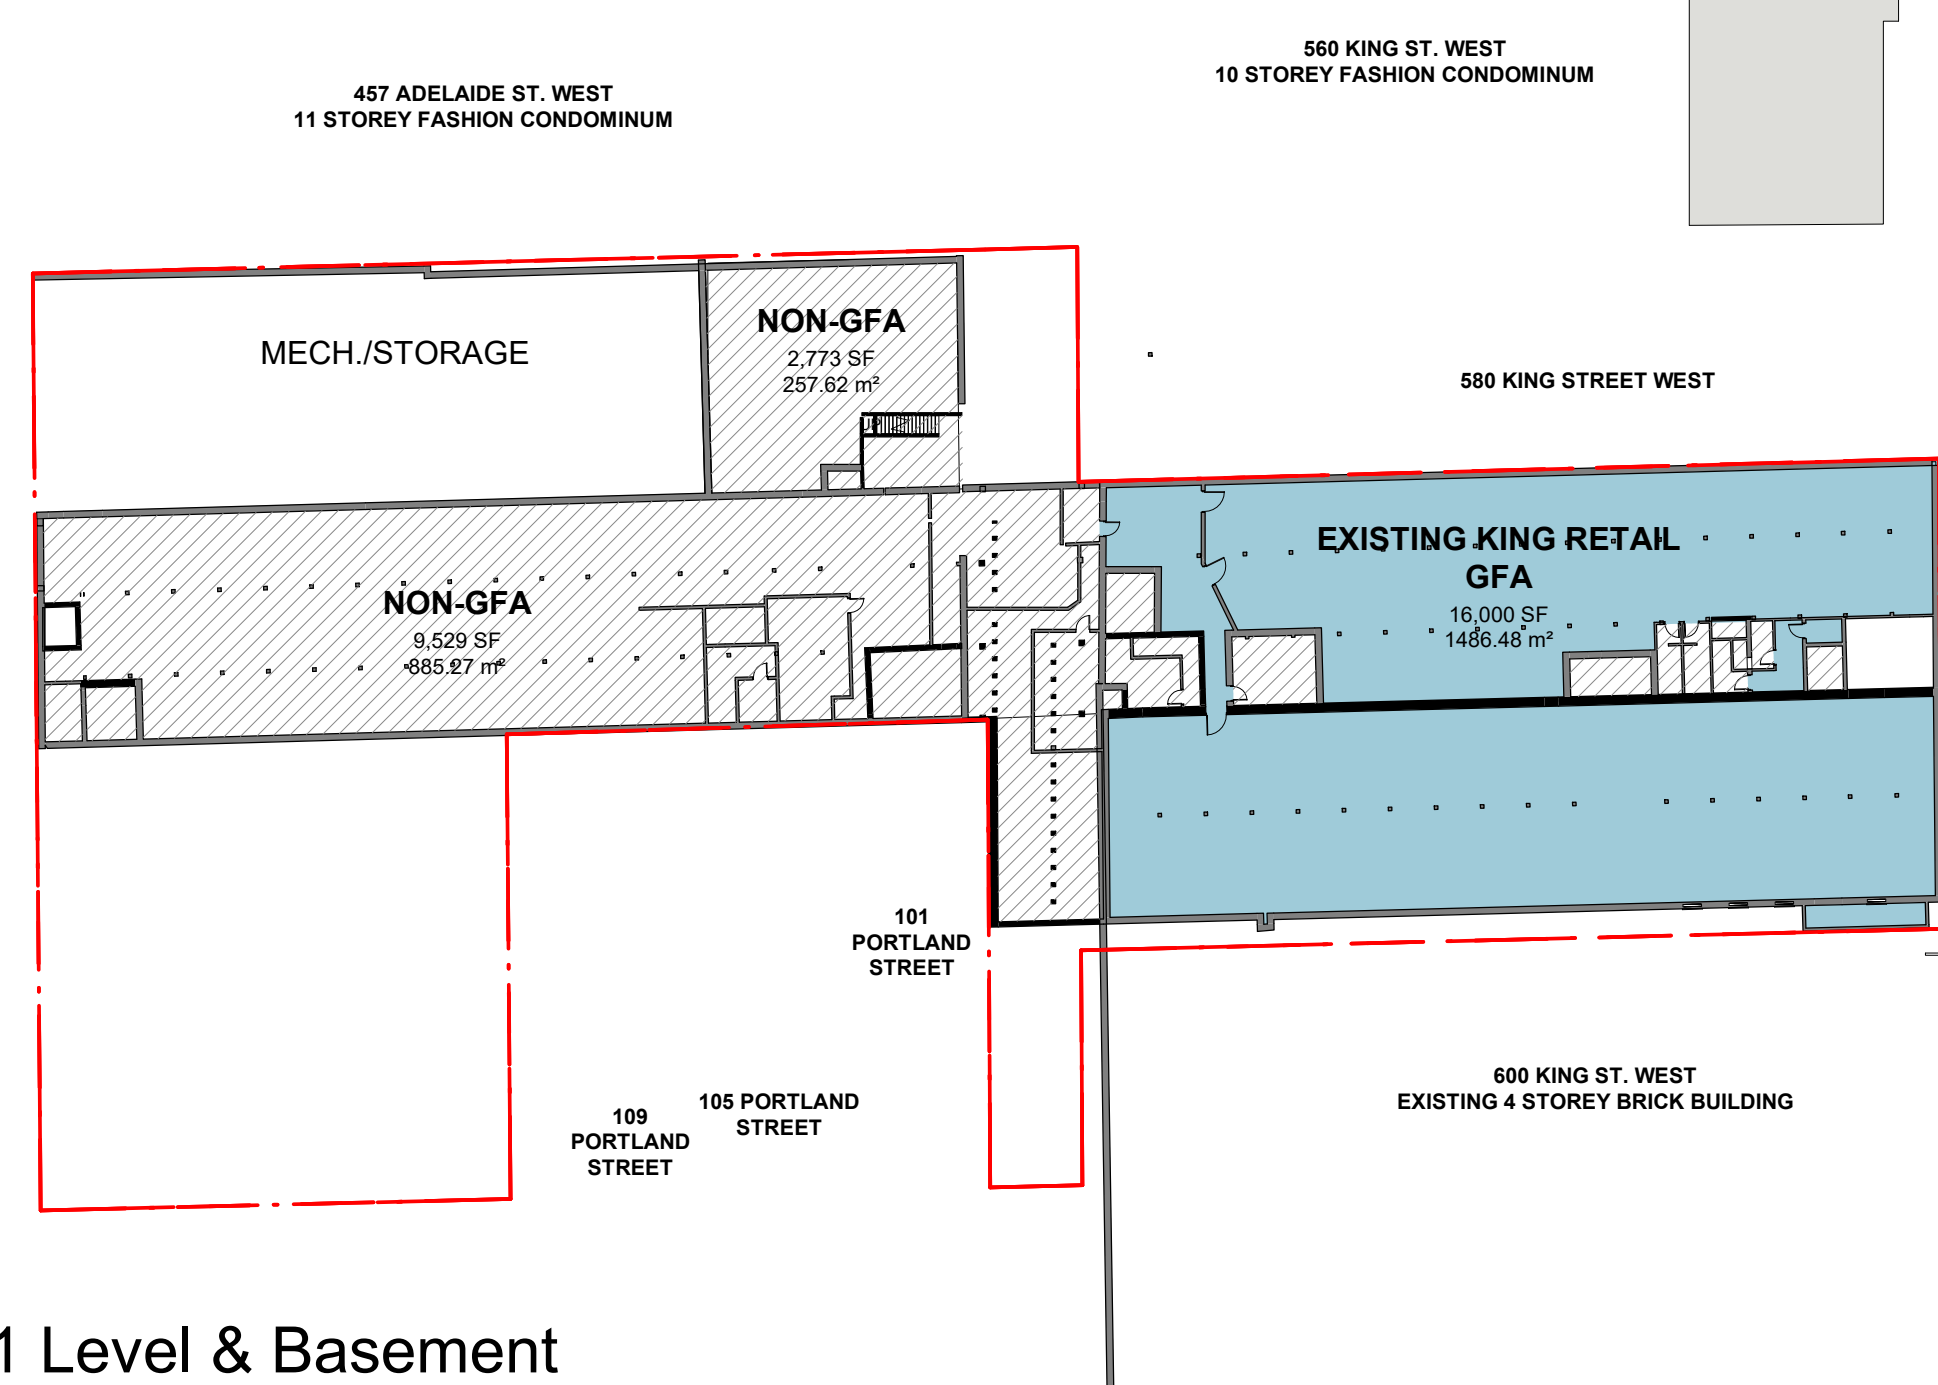 560 KING ST. WEST
10 STOREY FASHION CONDOMINUM
457 ADELAIDE ST. WEST
11 STOREY FASHION CONDOMINUM
NON-GFA
2,773 SF
257.62 m²
MECH./STORAGE
580 KING STREET WEST
UP
EXISTING KING RETAIL
GFA
16,000 SF
1486.48 m²
NON-GFA
9,529 SF
885.27 m²
101
PORTLAND
STREET
600 KING ST. WEST
EXISTING 4 STOREY BRICK BUILDING
105 PORTLAND
STREET
109
PORTLAND
STREET
1 Level & Basement